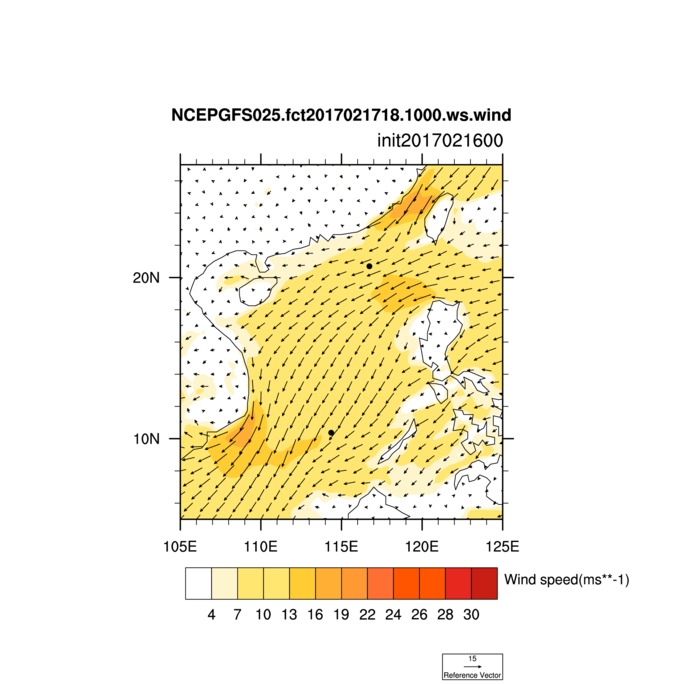 NCEPGFS025.fct2017021718.1000.ws.wind
init2017021600
20N
10N
105E 110E 115E 120E 125E
Wind speed(ms**-1)
4 7 10 13 16 19 22 24 26 28 30
15
Reference Vector